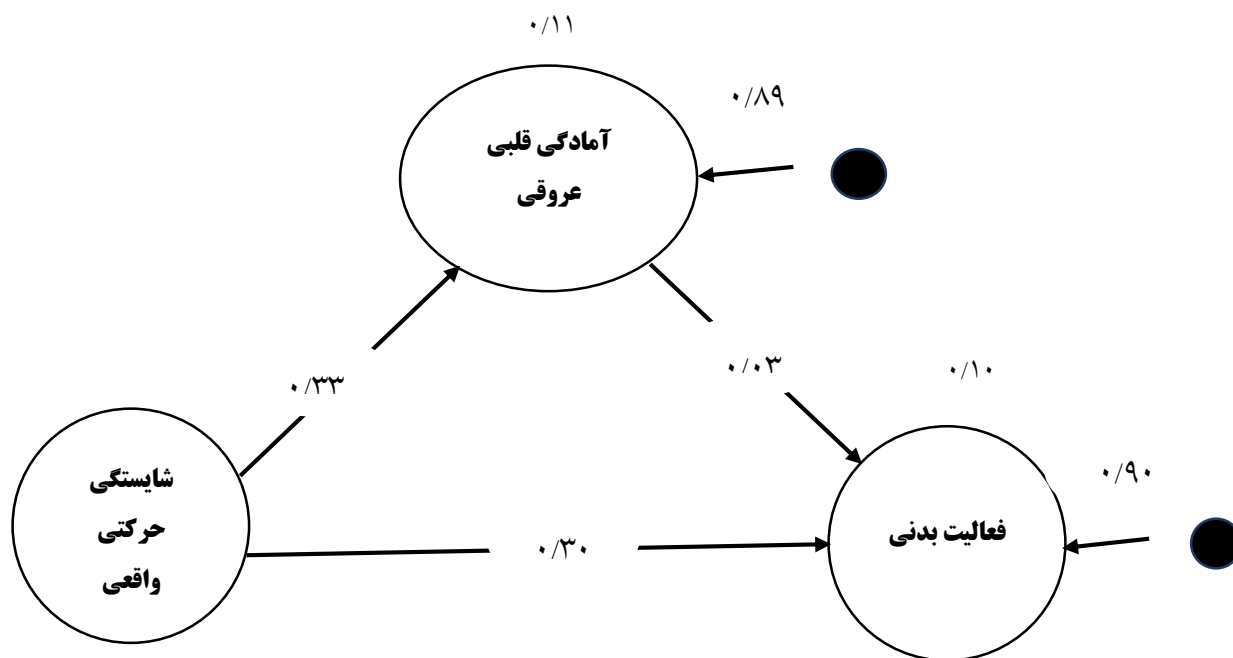 ۰/۱۱
۰/۸۹
آمادگی قلبی
عروقی
۰/۳۳
۰/۰۳
۰/۱۰
۰/۹۰
شایستگی
حرکتی
واقعی
۰/۳۰
فعالیت بدنی